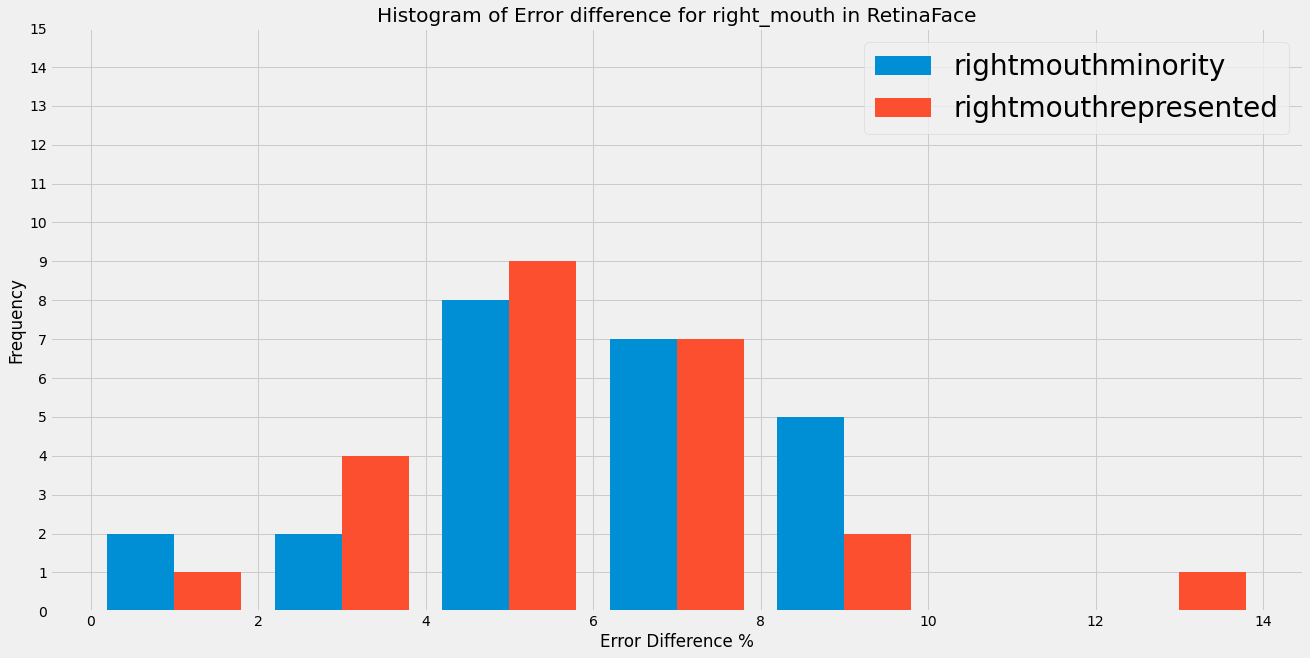 Histogram of Error difference for right_mouth in RetinaFace
rightmouthminority
rightmouthrepresented
Frequency
15
14
13
12
11
10
9
8
7
6
5
4
3
2
1
0
0 2 4 6 8 10 12 14
Error Difference %